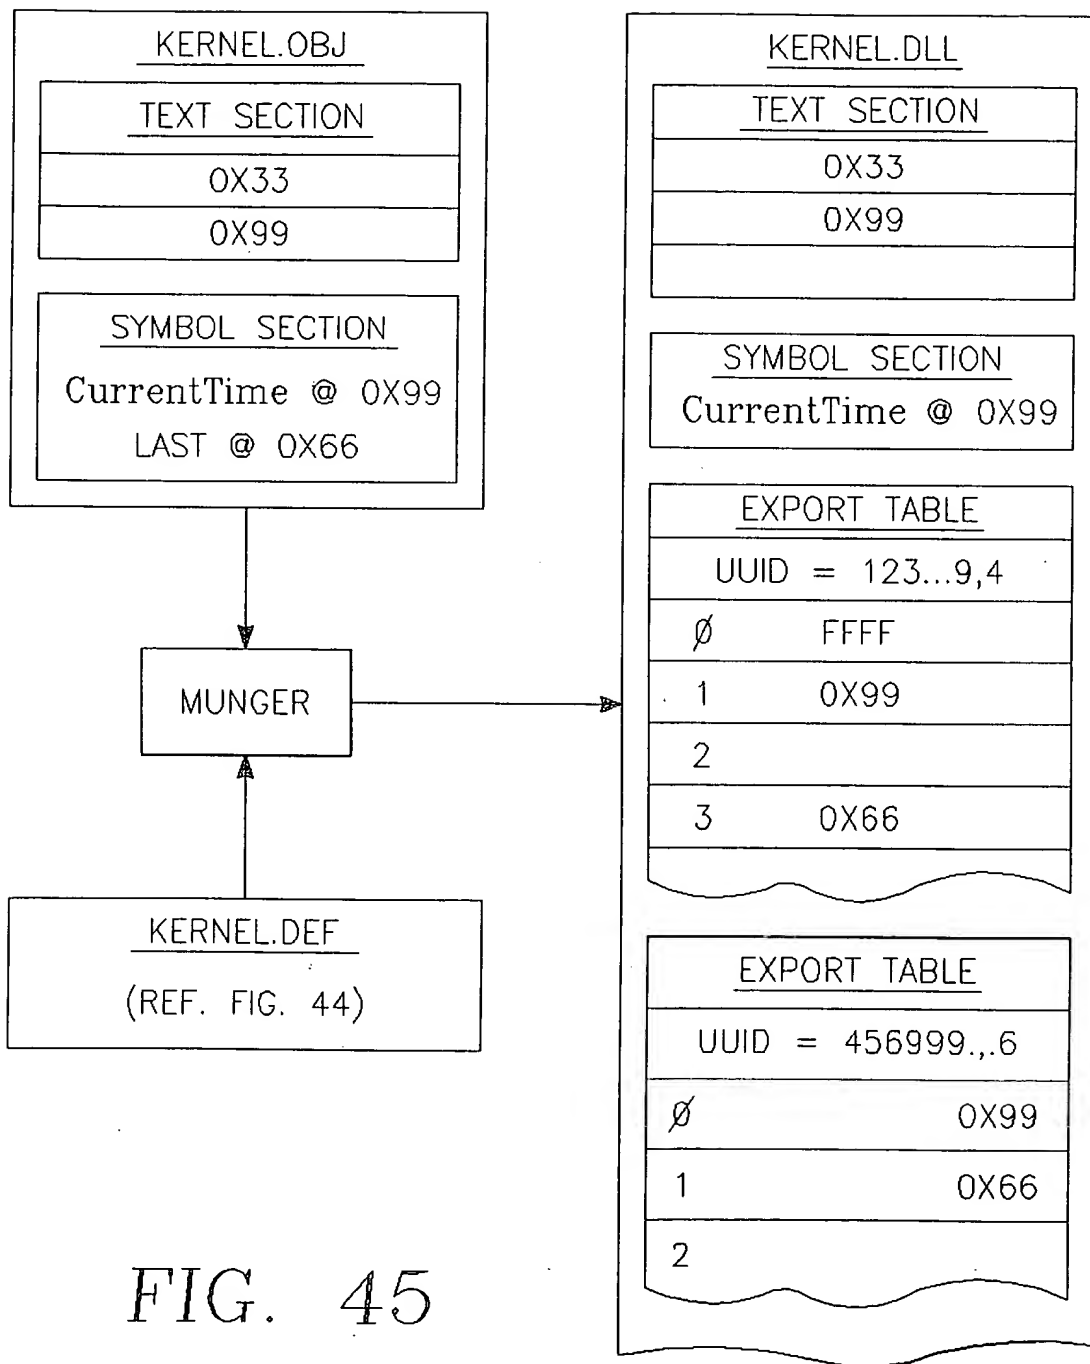 KERNEL.OBJ
TEXT SECTION
0X33
0X99
SYMBOL SECTION
CurrentTime @ 0X99
LAST @ 0X66
MUNGER
KERNEL.DEF
(REF. FIG. 44)
KERNEL.DLL
TEXT SECTION
0X33
0X99
SYMBOL SECTION
CurrentTime @ 0X99
EXPORT TABLE
UUID = 123...9,4
Ø FFFF
1 0X99
2
3 0X66
EXPORT TABLE
UUID = 456999.,.6
Ø 0X99
1 0X66
2
FIG. 45